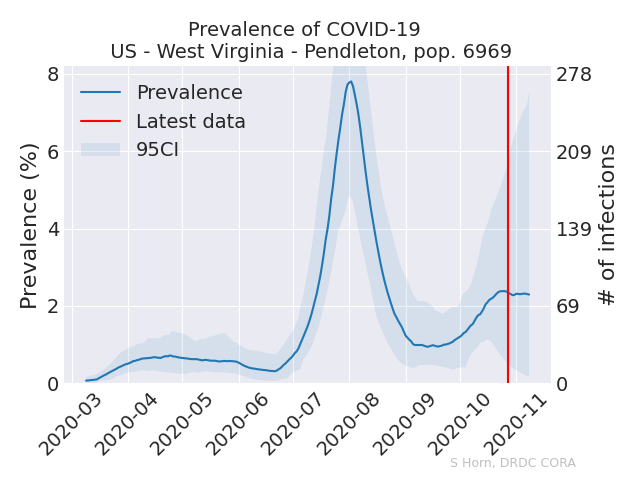 Prevalence of COVID-19
US - West Virginia - Pendleton, pop. 6969
Prevalence
Latest data
95CI
Prevalence (%)
8
6
4
2
0
278
209
139
69
0
# of infections
2020-03
2020-04
2020-05
2020-06
2020-07
2020-08
2020-09
2020-10
2020-11
S Horn, DRDC CORA